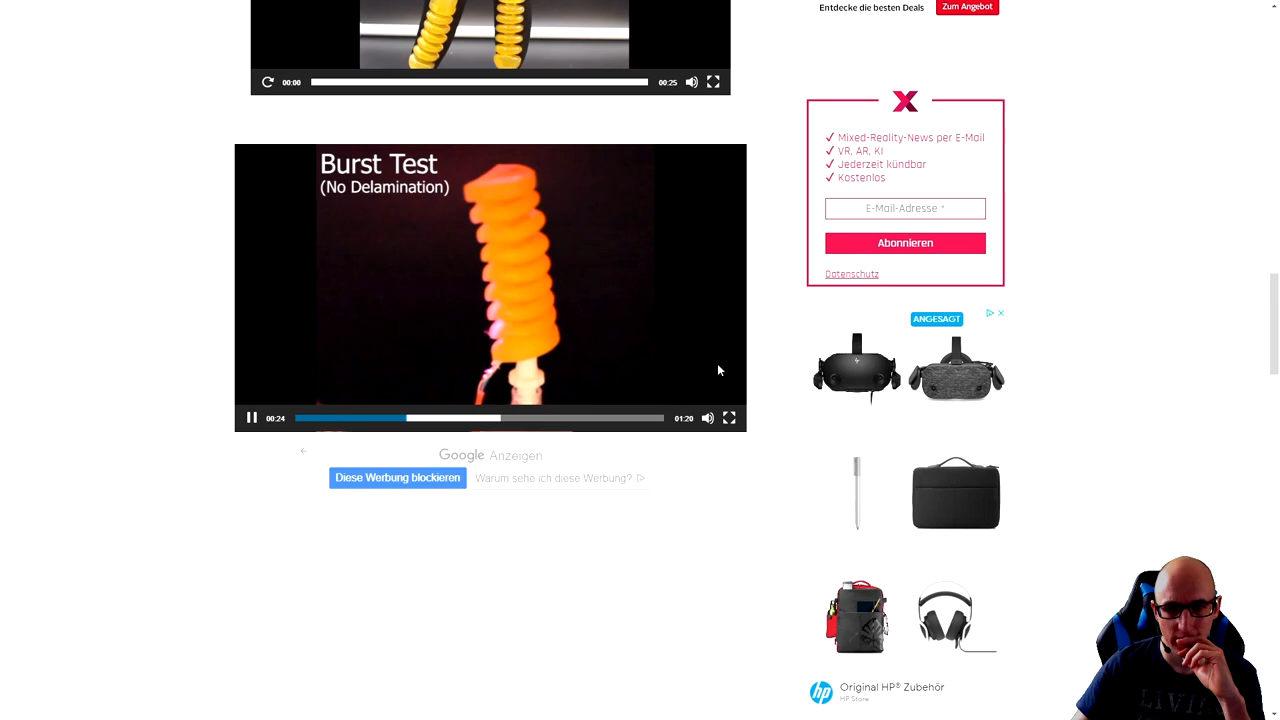 Entdecke die besten Deals
Zum Angebot
00:00
00:25
Burst Test
(No Delamination)
00:24
01:20
Google Anzeigen
Diese Werbung blockieren
Warum sehe ich diese Werbung?
X
✓ Mixed-Reality-News per E-Mail
✓ VR, AR, KI
✓ Jederzeit kündbar
✓ Kostenlos
E-Mail-Adresse *
Abonnieren
Datenschutz
ANGESAGT
hp
Original HP® Zubehör
HP Store